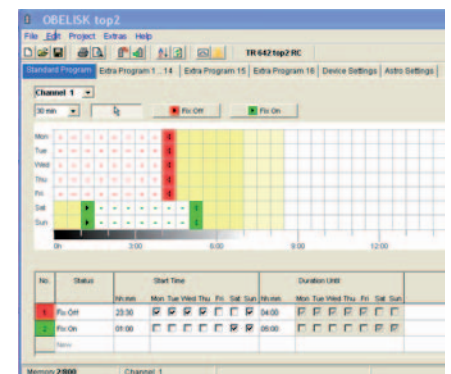 OBELISK top2
File Edit Project Extras Help
TR 642 top2 RC
Standard Program Extra Program 1...14 Extra Program 15 Extra Program 16 Device Settings Astro Settings
Channel 1
30 min Fix Off Fix On
Mon
Tue
Wed
Thu
Fri
Sat
Sun
0h 3:00 6:00 9:00 12:00
No. Status Start Time Duration Until
hh:mm Mon Tue Wed Thu Fri Sat Sun hh:mm Mon Tue Wed Thu Fri Sat Sun
1 Fix Off 23:30 04:00
2 Fix On 01:00 05:00
New
Memory 2/800 Channel 1